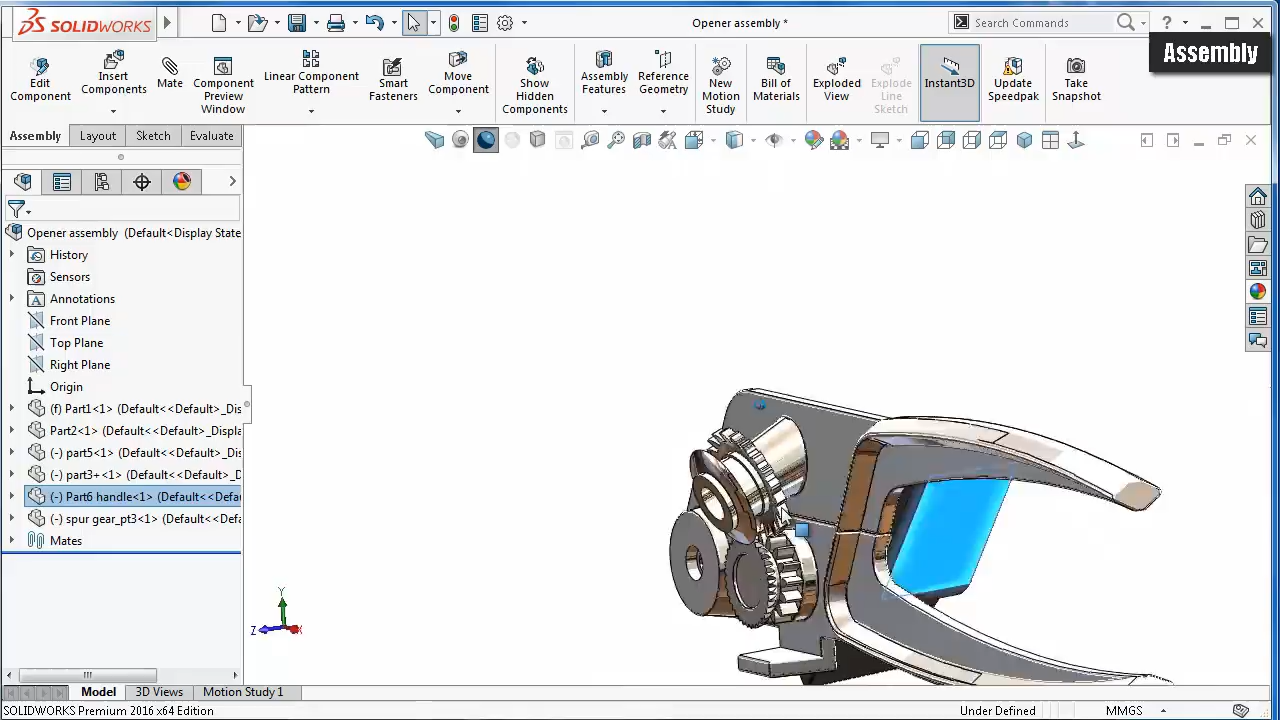 SOLIDWORKS
Opener assembly *
Search Commands
?
Assembly
Edit Component
Insert Components
Mate
Component Preview Window
Linear Component Pattern
Smart Fasteners
Move Component
Show Hidden Components
Assembly Features
Reference Geometry
New Motion Study
Bill of Materials
Exploded View
Explode Line Sketch
Instant3D
Update Speedpak
Take Snapshot
Assembly Layout Sketch Evaluate
Opener assembly (Default<Display State
History
Sensors
Annotations
Front Plane
Top Plane
Right Plane
Origin
(f) Part1<1> (Default<<Default>_Dis
Part2<1> (Default<<Default>_Displa
(-) part5<1> (Default<<Default>_Dis
(-) part3+<1> (Default<<Default>_D
(-) Part6 handle<1> (Default<<Defau
(-) spur gear_pt3<1> (Default<<Defa
Mates
Y
Z X
Model 3D Views Motion Study 1
SOLIDWORKS Premium 2016 x64 Edition
Under Defined
MMGS